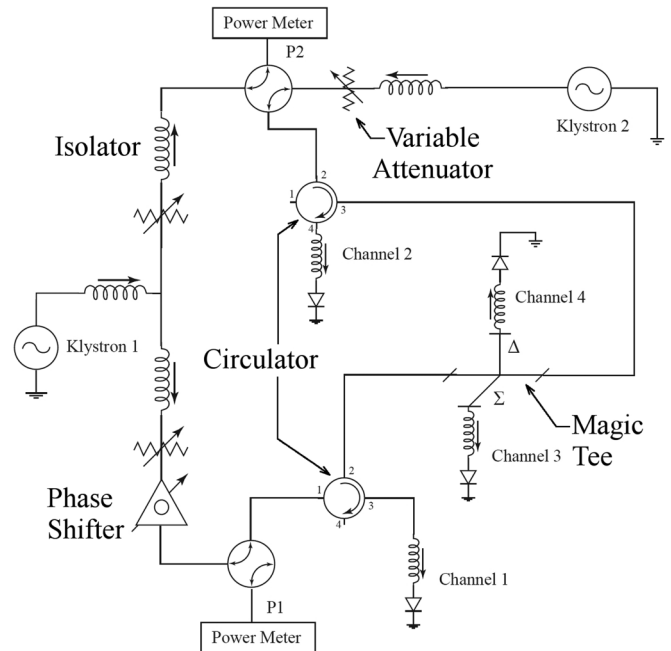 Power Meter
P2
Klystron 2
Isolator
Variable
Attenuator
1
2
3
4
Channel 2
Channel 4
Klystron 1
Circulator
Δ
Σ
Magic
Tee
Channel 3
Phase
Shifter
1
2
3
4
Channel 1
P1
Power Meter